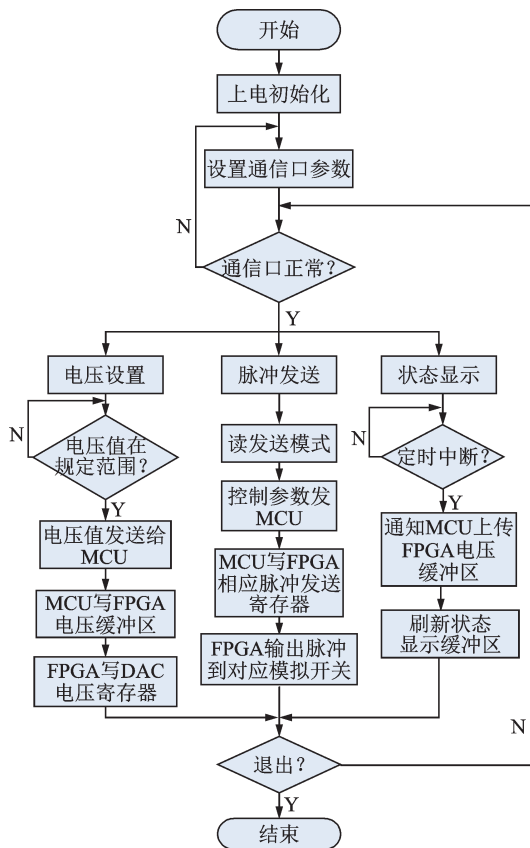 开始
上电初始化
设置通信口参数
N
通信口正常？
Y
电压设置
脉冲发送
状态显示
N
电压值在
规定范围？
Y
电压值发送给
MCU
MCU写FPGA
电压缓冲区
FPGA写DAC
电压寄存器
读发送模式
控制参数发
MCU
MCU写FPGA
相应脉冲发送
寄存器
FPGA输出脉冲
到对应模拟开关
N
定时中断？
Y
通知MCU上传
FPGA电压
缓冲区
刷新状态
显示缓冲区
N
退出？
Y
结束